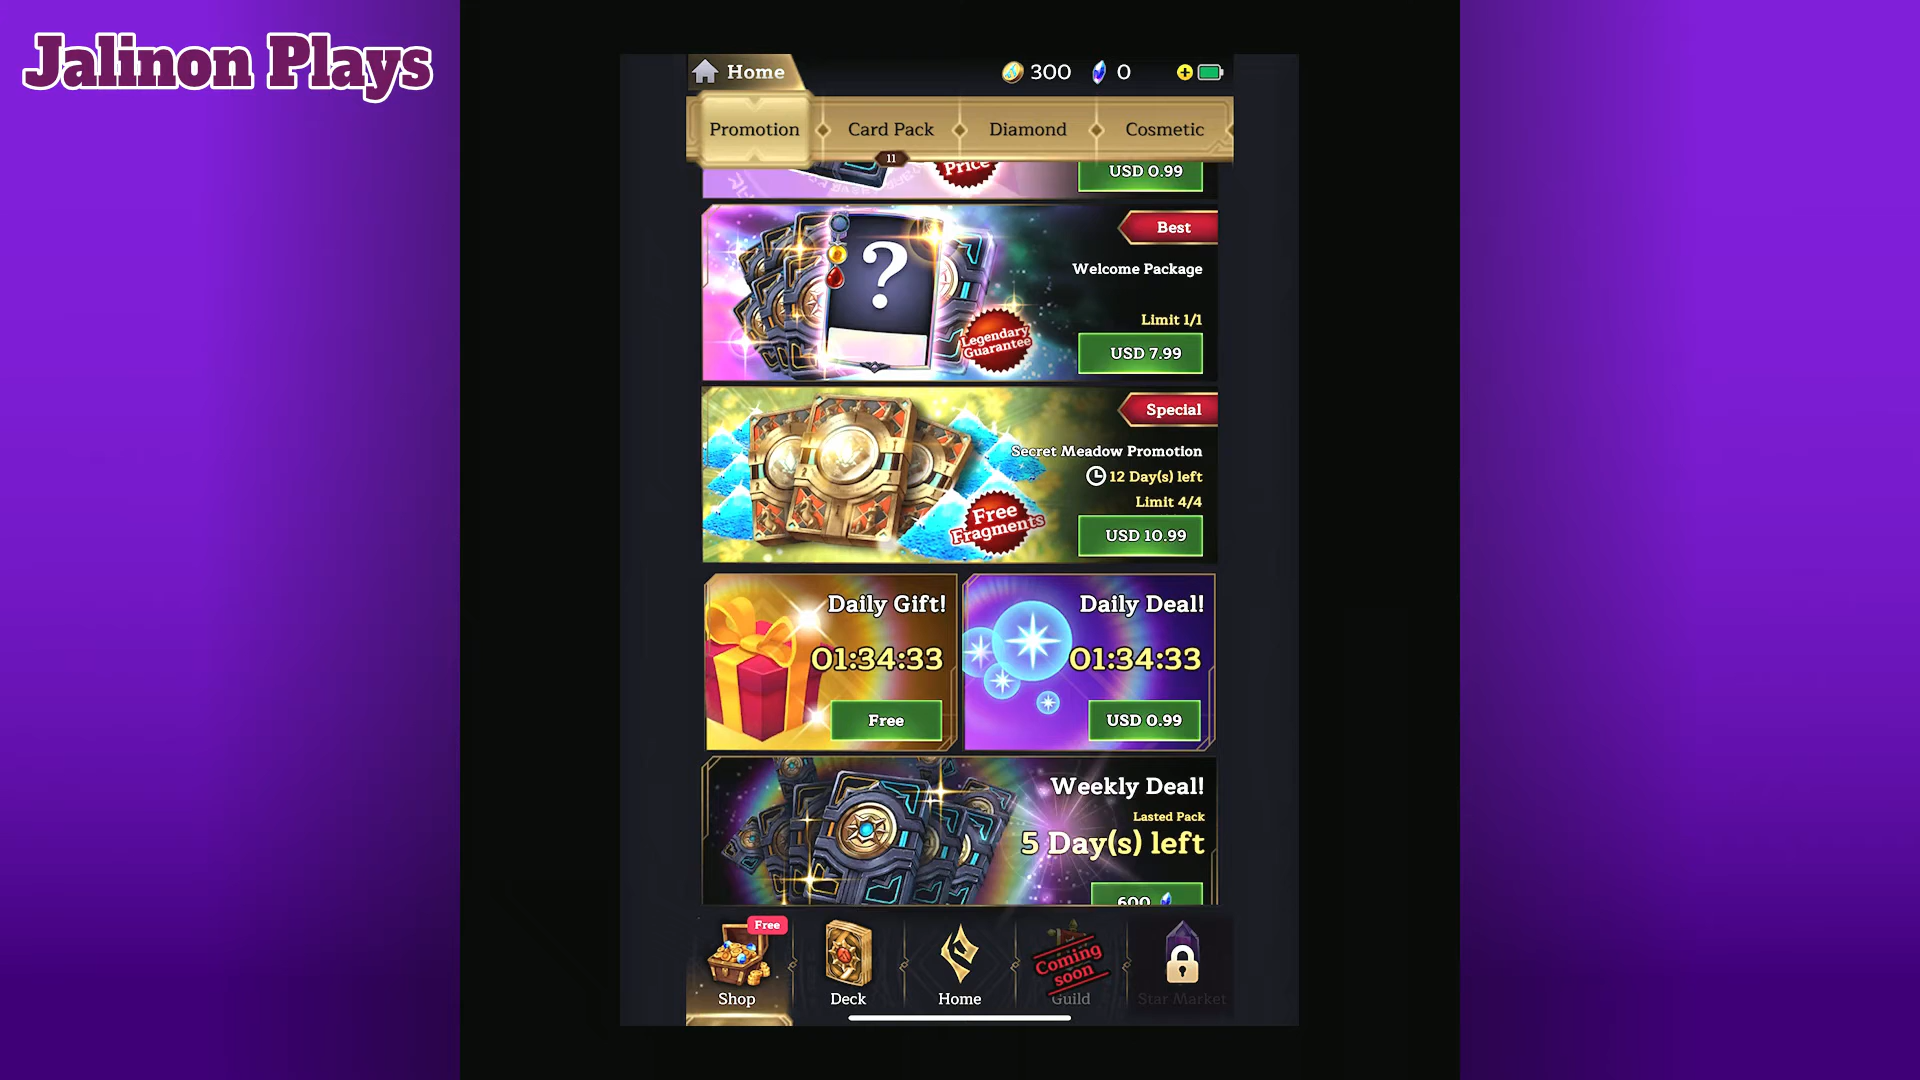 Jalinon Plays
Home
300
0
Promotion
Card Pack
Diamond
Cosmetic
11
Price
USD 0.99
Best
Welcome Package
Legendary
Guarantee
Limit 1/1
USD 7.99
?
Special
Secret Meadow Promotion
12 Day(s) left
Limit 4/4
Free
Fragments
USD 10.99
Daily Gift!
01:34:33
Free
Daily Deal!
01:34:33
USD 0.99
Weekly Deal!
Lasted Pack
5 Day(s) left
600
Free
Shop
Deck
Home
Coming
soon
Guild
Star Market